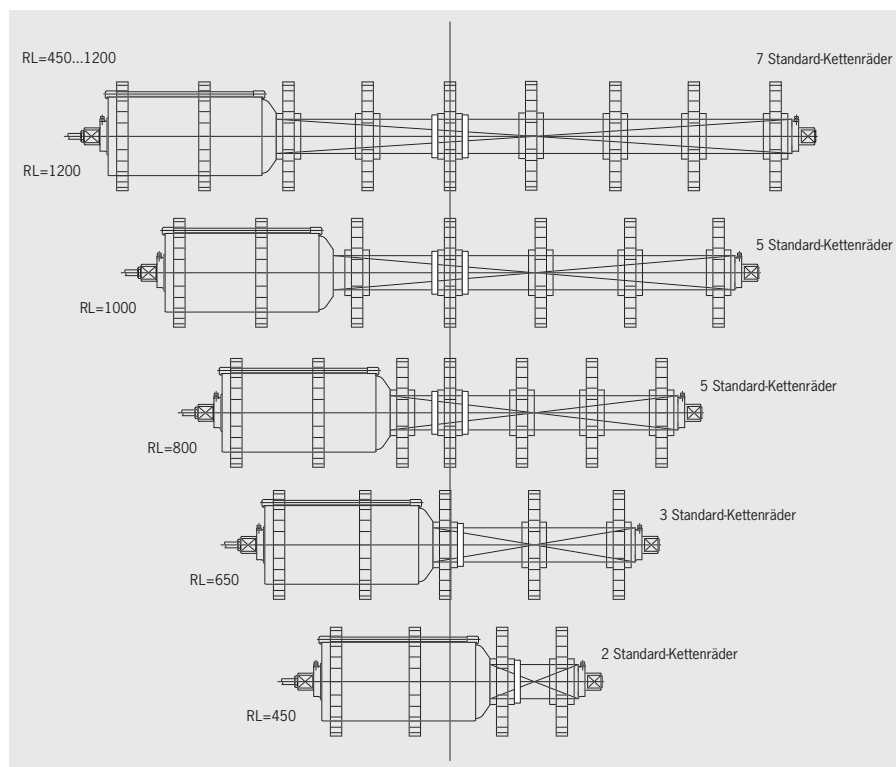 RL=450...1200
7 Standard-Kettenräder
RL=1200
5 Standard-Kettenräder
RL=1000
5 Standard-Kettenräder
RL=800
3 Standard-Kettenräder
RL=650
2 Standard-Kettenräder
RL=450